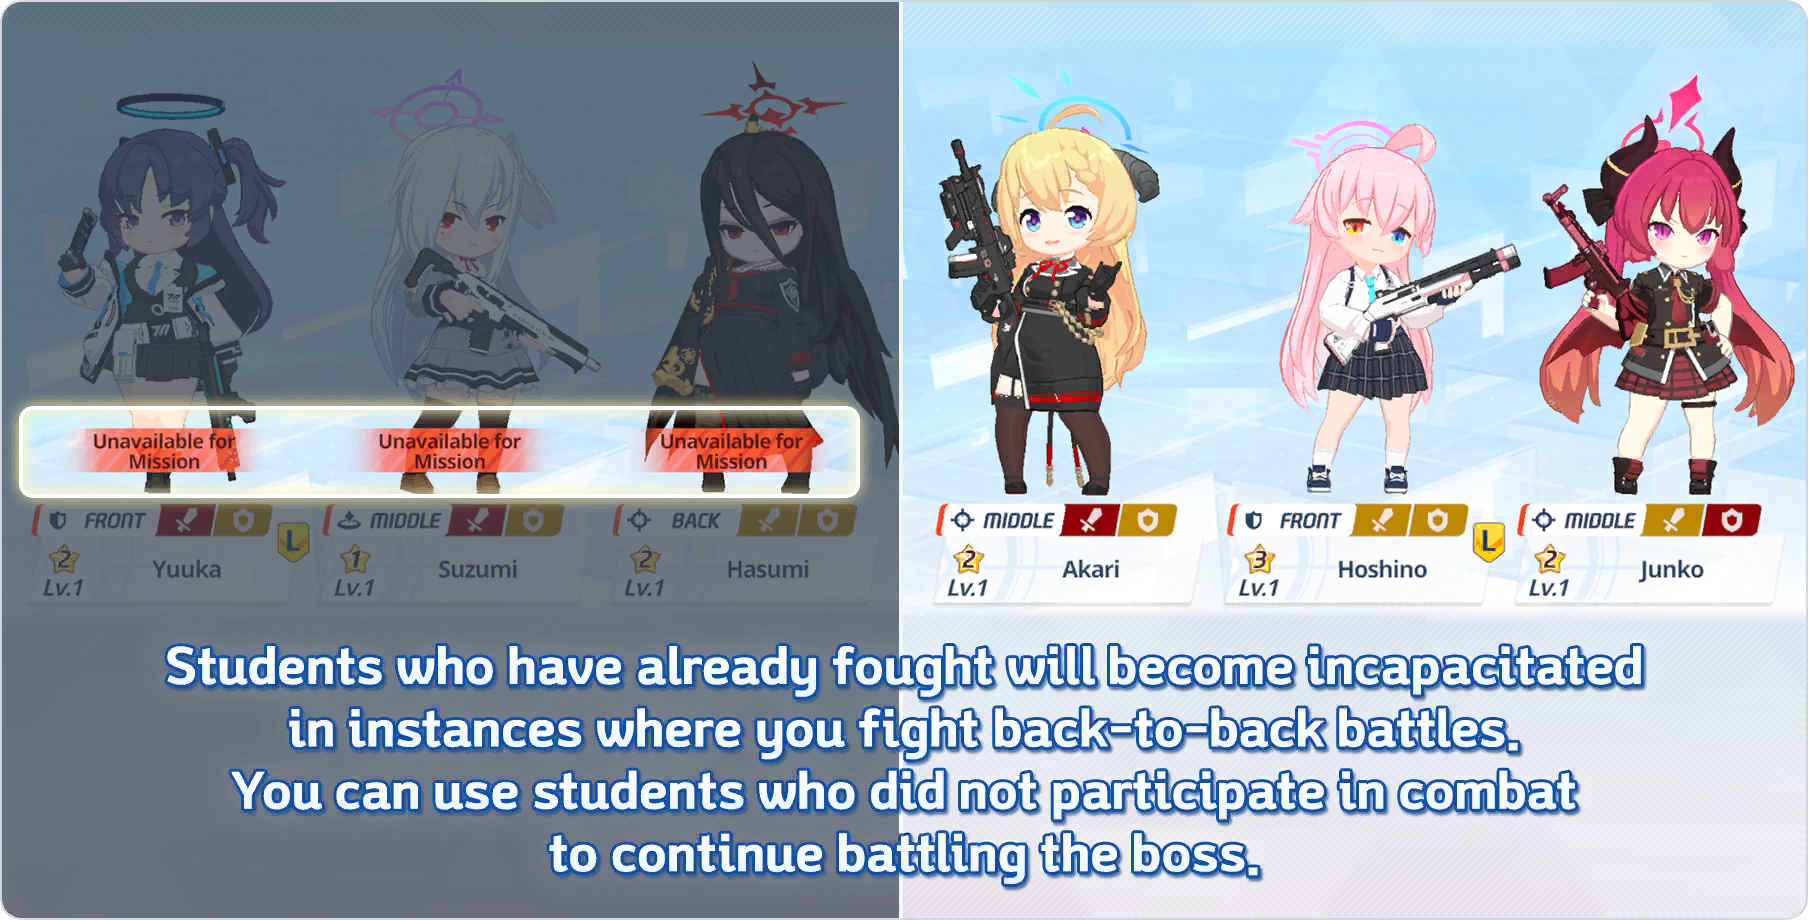 Unavailable for
Mission
Unavailable for
Mission
Unavailable for
Mission
FRONT
MIDDLE
BACK
MIDDLE
FRONT
MIDDLE
2
Lv.1
Yuuka
L
1
Lv.1
Suzumi
2
Lv.1
Hasumi
2
Lv.1
Akari
3
Lv.1
Hoshino
L
2
Lv.1
Junko
Students who have already fought will become incapacitated
in instances where you fight back-to-back battles.
You can use students who did not participate in combat
to continue battling the boss.